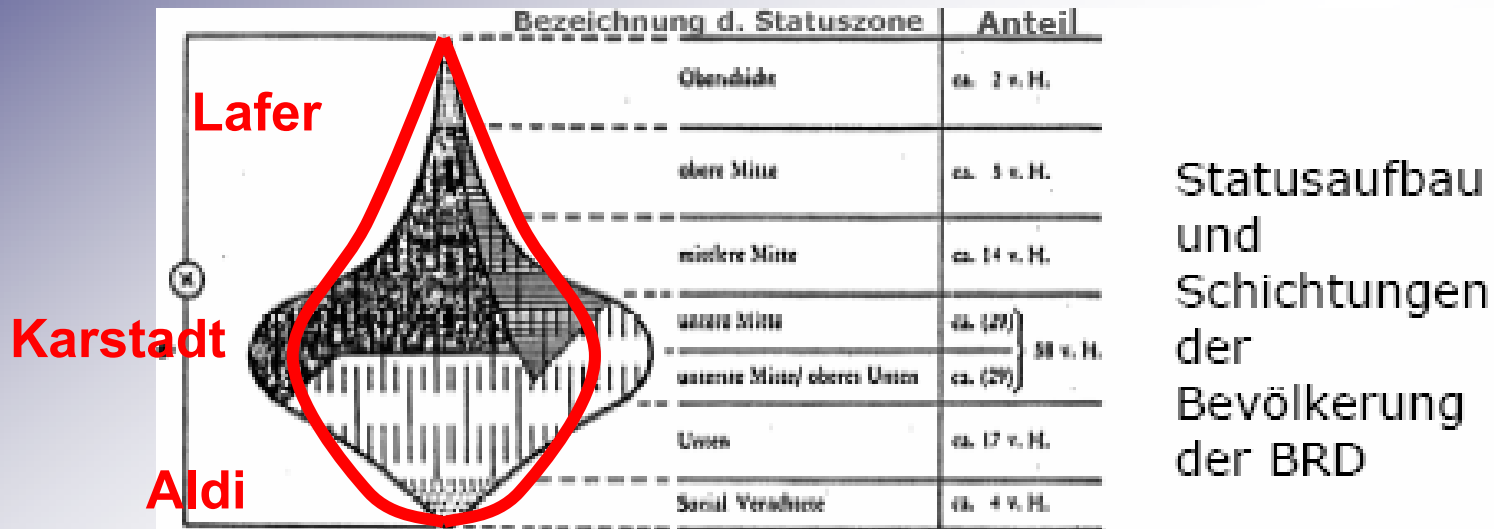 Bezeichnung d. Statuszone Anteil
Oberschicht ca. 2 v. H.
Lafer
obere Mitte ca. 5 v. H.
mittlere Mitte ca. 14 v. H.
untere Mitte ca. (29)
58 v. H.
Karstadt
unterste Mitte/ oberes Unten ca. (29)
Unten ca. 17 v. H.
Aldi
Sozial Verachtete ca. 4 v. H.
Statusaufbau
und
Schichtungen
der
Bevölkerung
der BRD